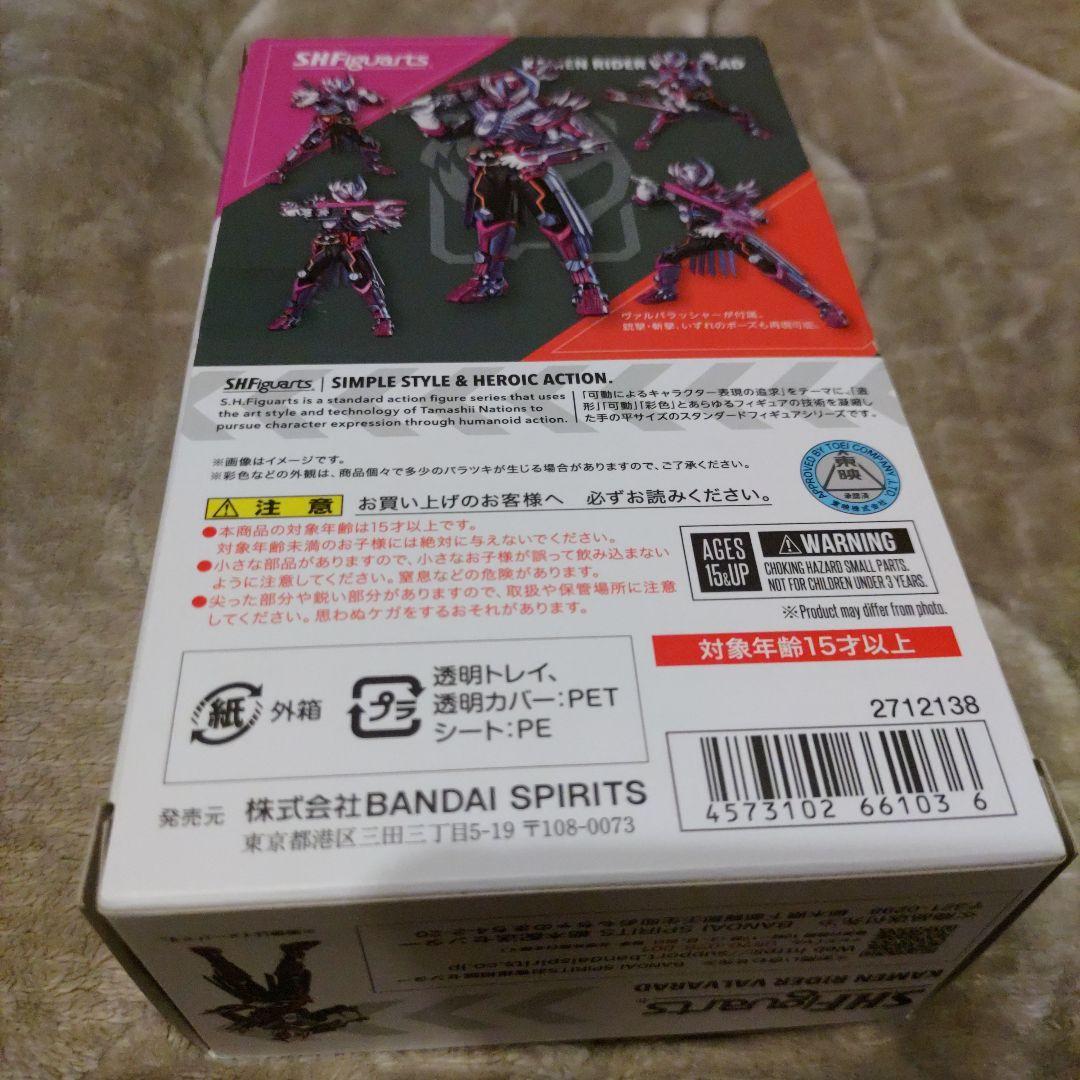 S.H.Figuarts
KAMEN RIDER
ヴァルバラッシャーが付属。
銃撃・斬撃、いずれのポーズも再現可能。
S.H.Figuarts | SIMPLE STYLE & HEROIC ACTION.
S.H.Figuarts is a standard action figure series that uses
the art style and technology of Tamashii Nations to
pursue character expression through humanoid action.
「可動によるキャラクター表現の追求」をテーマに、「造
形」「可動」「彩色」とあらゆるフィギュアの技術を凝縮し
た手の平サイズのスタンダードフィギュアシリーズです。
※画像はイメージです。
※彩色などの外観は、商品個々で多少のバラツキが生じる場合がありますので、ご了承ください。
APPROVED BY TOEI COMPANY, LTD
東映
承認済
東映株式会社
注意 お買い上げのお客様へ 必ずお読みください。
●本商品の対象年齢は15才以上です。
対象年齢未満のお子様には絶対に与えないでください。
●小さな部品がありますので、小さなお子様が誤って飲み込まない
ように注意してください。窒息などの危険があります。
●尖った部分や鋭い部分がありますので、取扱や保管場所に注意
してください。思わぬケガをするおそれがあります。
AGES
15&UP
WARNING
CHOKING HAZARD SMALL PARTS.
NOT FOR CHILDREN UNDER 3 YEARS.
※Product may differ from photo.
対象年齢15才以上
紙 外箱
プラ
透明トレイ、
透明カバー:PET
シート:PE
2712138
4573102 66103 6
発売元 株式会社BANDAI SPIRITS
東京都港区三田三丁目5-19 〒108-0073
S.H.Figuarts
KAMEN RIDER VALVARAD